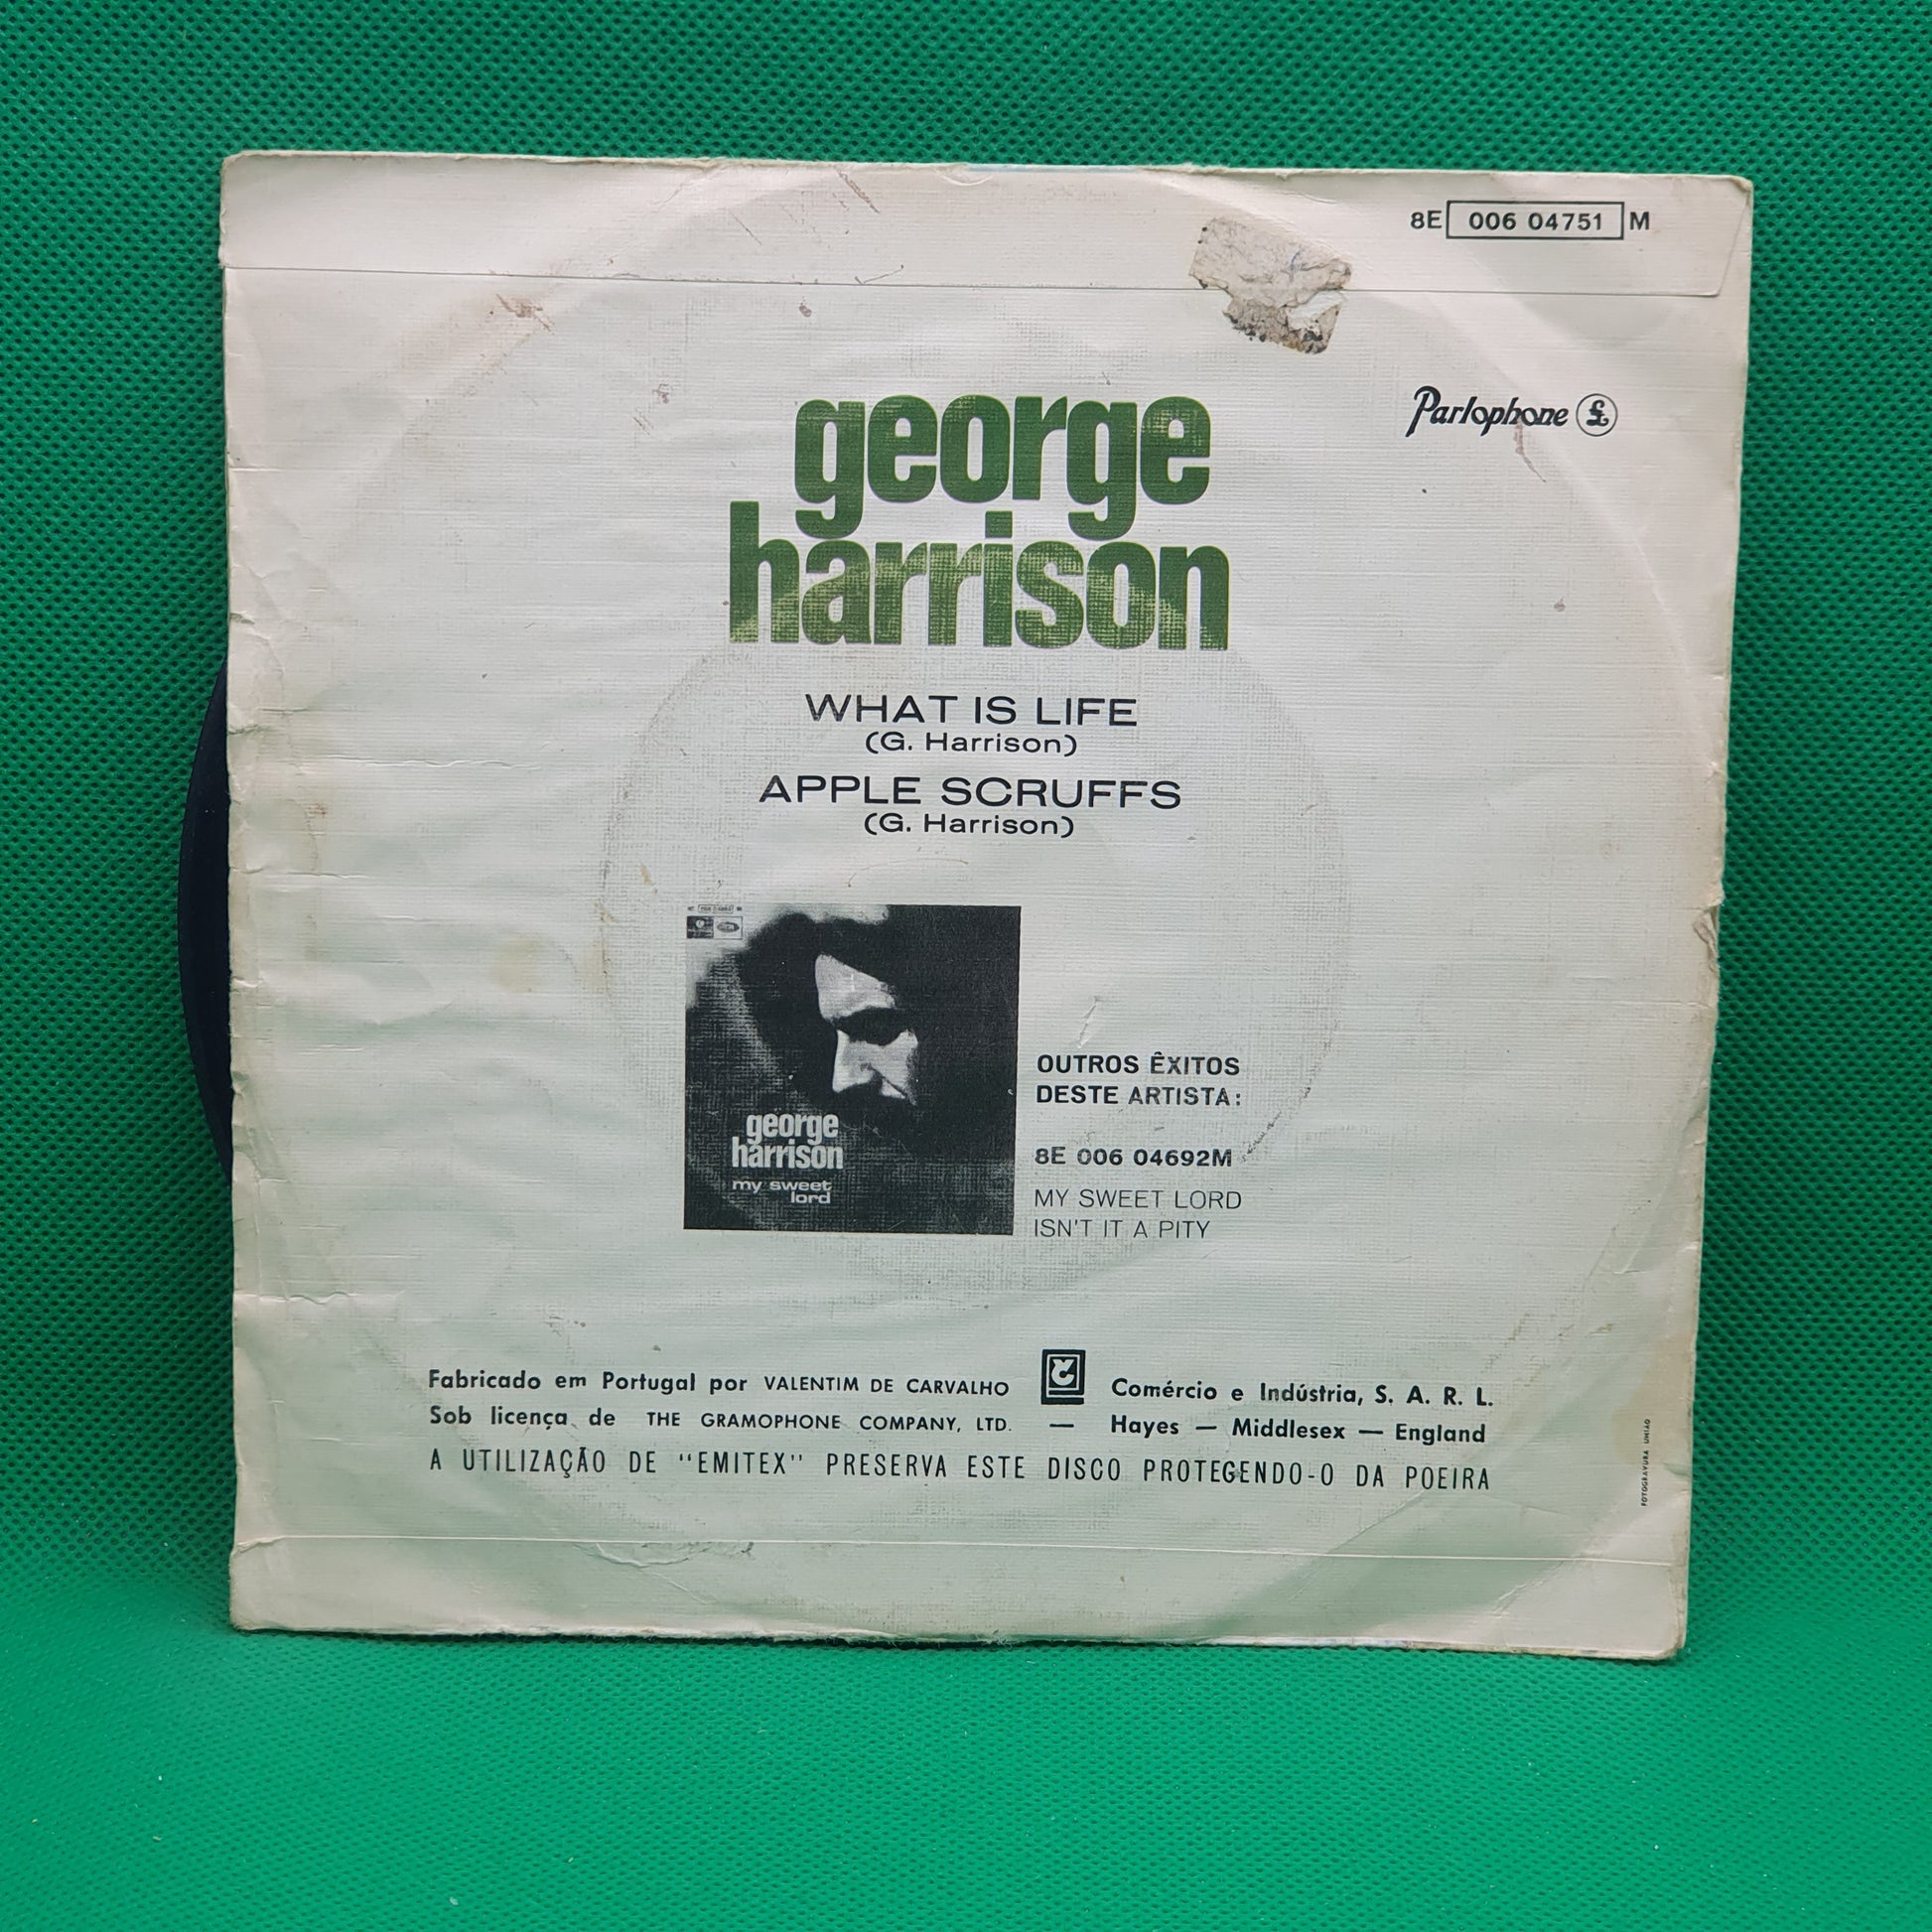 8E 006 04751 M
Parlophone £
george
harrison
WHAT IS LIFE
(G. Harrison)
APPLE SCRUFFS
(G. Harrison)
george
harrison
my sweet
lord
OUTROS ÊXITOS
DESTE ARTISTA:
8E 006 04692M
MY SWEET LORD
ISN'T IT A PITY
Fabricado em Portugal por VALENTIM DE CARVALHO Comércio e Indústria, S. A. R. L.
Sob licença de THE GRAMOPHONE COMPANY, LTD. — Hayes — Middlesex — England
A UTILIZAÇÃO DE "EMITEX" PRESERVA ESTE DISCO PROTEGENDO-O DA POEIRA
FOTOGRAVURA UNIÃO